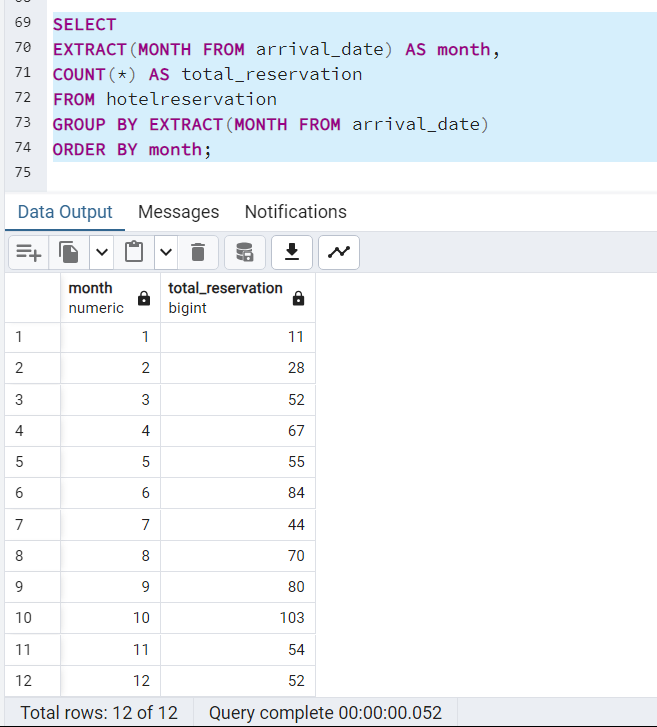 69 SELECT
70 EXTRACT(MONTH FROM arrival_date) AS month,
71 COUNT(*) AS total_reservation
72 FROM hotelreservation
73 GROUP BY EXTRACT(MONTH FROM arrival_date)
74 ORDER BY month;
75
Data Output Messages Notifications
month total_reservation
numeric bigint
1 1 11
2 2 28
3 3 52
4 4 67
5 5 55
6 6 84
7 7 44
8 8 70
9 9 80
10 10 103
11 11 54
12 12 52
Total rows: 12 of 12 Query complete 00:00:00.052